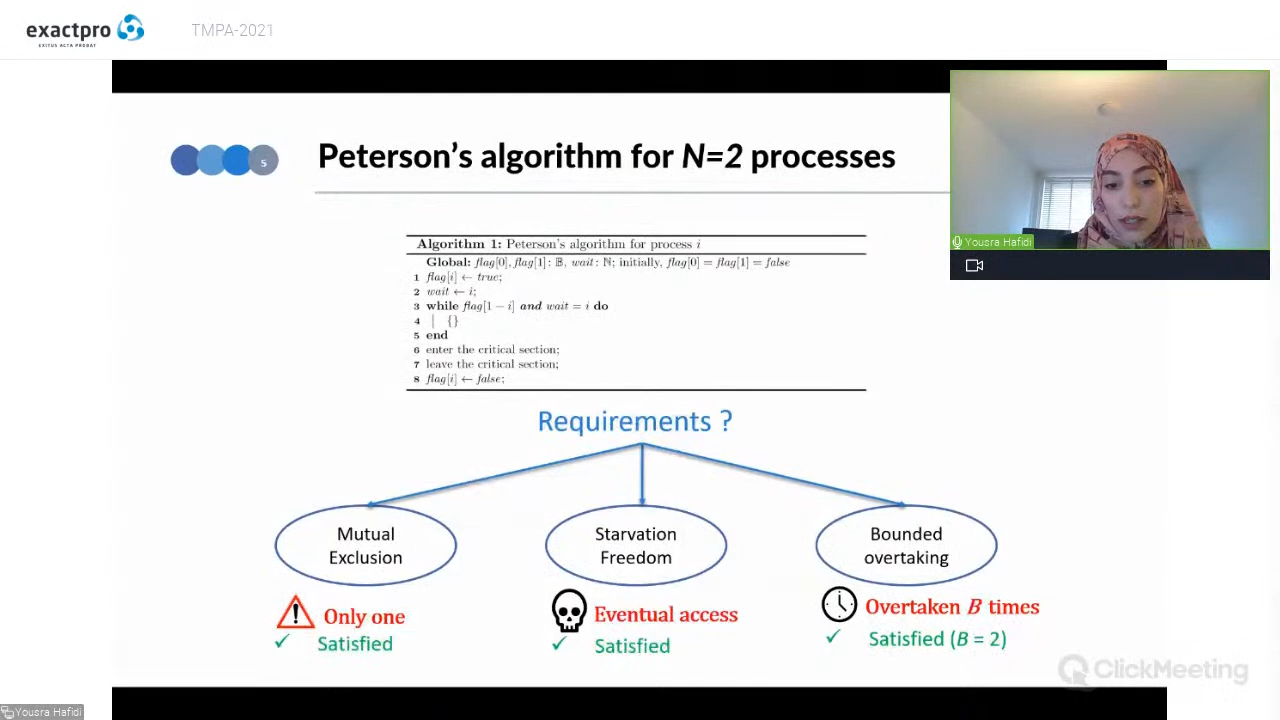 exactpro
EXITUS ACTA PROBAT
TMPA-2021
5
Peterson's algorithm for N=2 processes
Yousra Hafidi
Algorithm 1: Peterson's algorithm for process i
Global: flag[0], flag[1] : 𝔹, wait : ℕ; initially, flag[0] = flag[1] = false
1 flag[i] ← true;
2 wait ← i;
3 while flag[1 − i] and wait = i do
4 | {}
5 end
6 enter the critical section;
7 leave the critical section;
8 flag[i] ← false;
Requirements ?
Mutual
Exclusion
Starvation
Freedom
Bounded
overtaking
Only one
✓ Satisfied
Eventual access
✓ Satisfied
Overtaken B times
✓ Satisfied (B = 2)
ClickMeeting
Yousra Hafidi